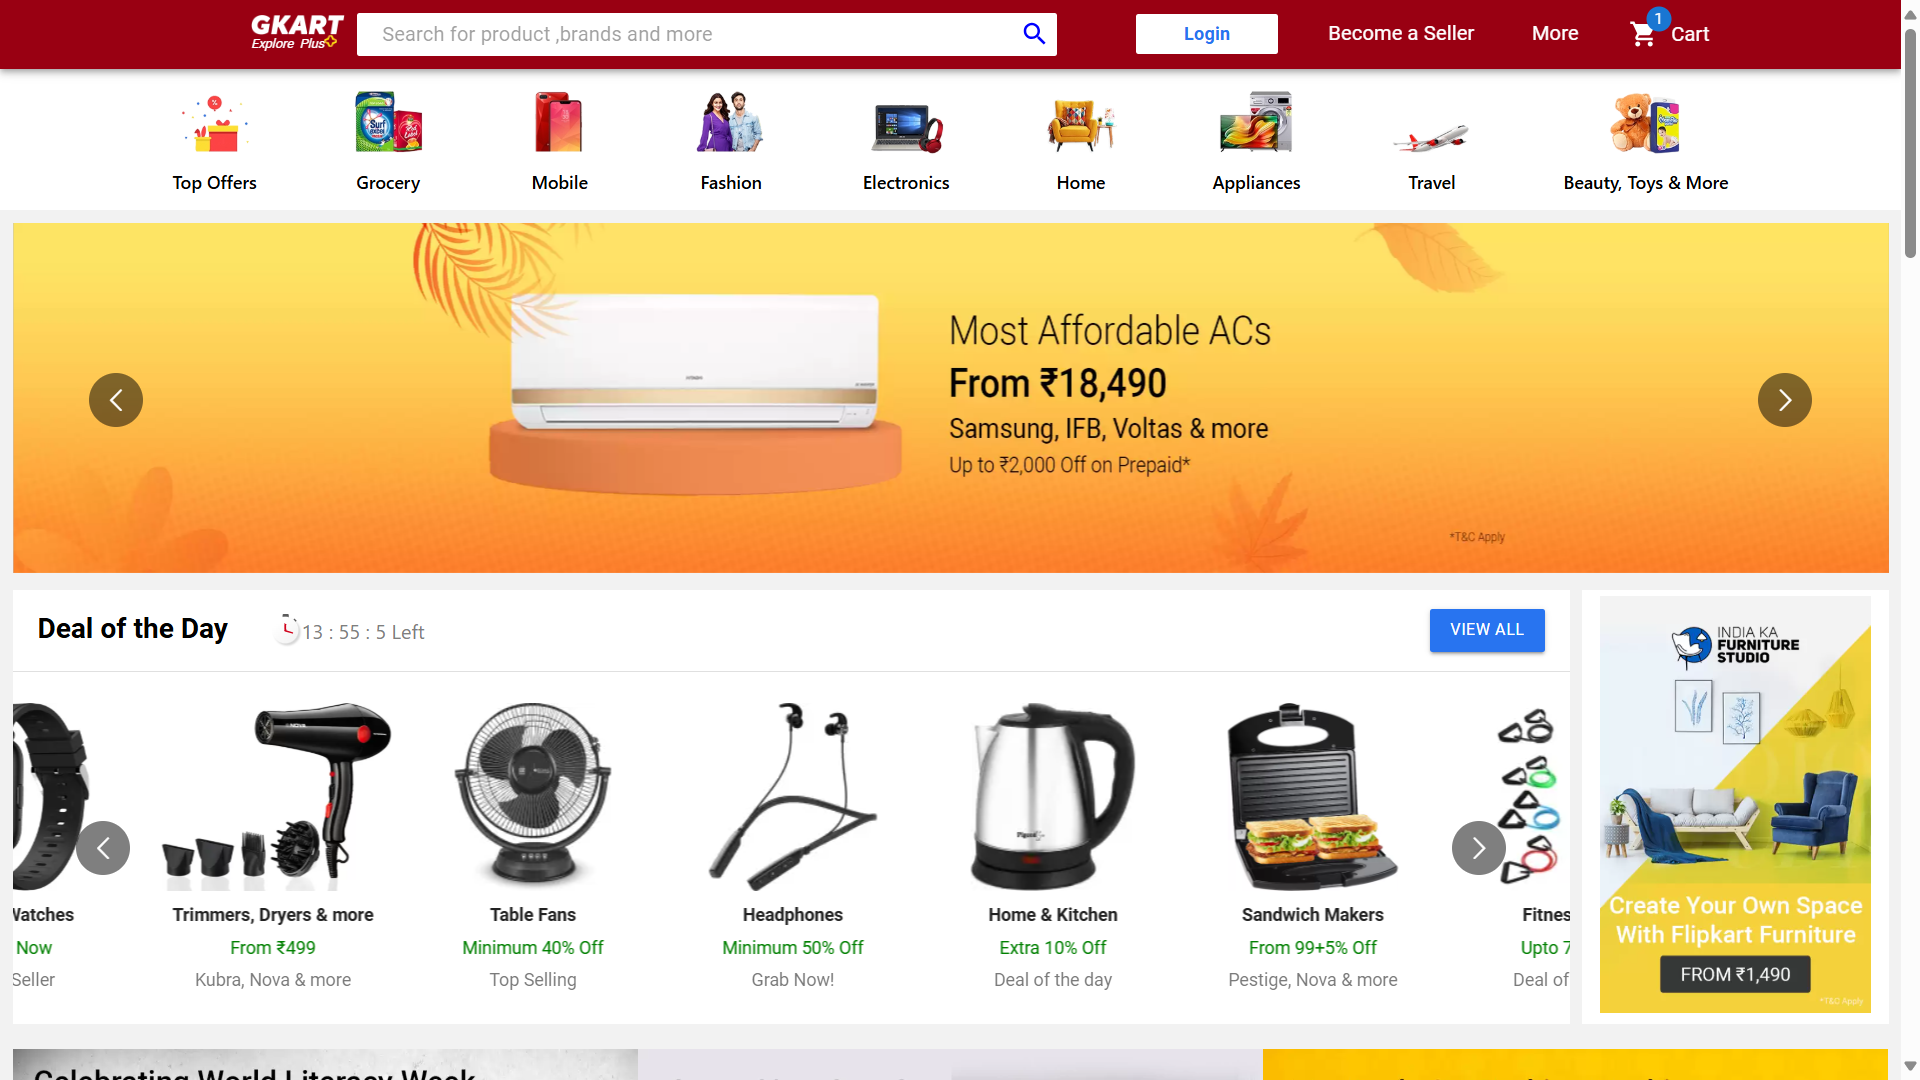 GKART
Explore Plus
Search for product ,brands and more
Login
Become a Seller
More
1
Cart
Top Offers
Grocery
Mobile
Fashion
Electronics
Home
Appliances
Travel
Beauty, Toys & More
Most Affordable ACs
From ₹18,490
Samsung, IFB, Voltas & more
Up to ₹2,000 Off on Prepaid*
*T&C Apply
Deal of the Day
13 : 55 : 5 Left
VIEW ALL
Watches
Now
Seller
Trimmers, Dryers & more
From ₹499
Kubra, Nova & more
Table Fans
Minimum 40% Off
Top Selling
Headphones
Minimum 50% Off
Grab Now!
Home & Kitchen
Extra 10% Off
Deal of the day
Sandwich Makers
From 99+5% Off
Pestige, Nova & more
Fitnes
Upto 7
Deal of
INDIA KA
FURNITURE
STUDIO
Create Your Own Space
With Flipkart Furniture
FROM ₹1,490
*T&C Apply
Celebrating World Literacy Week